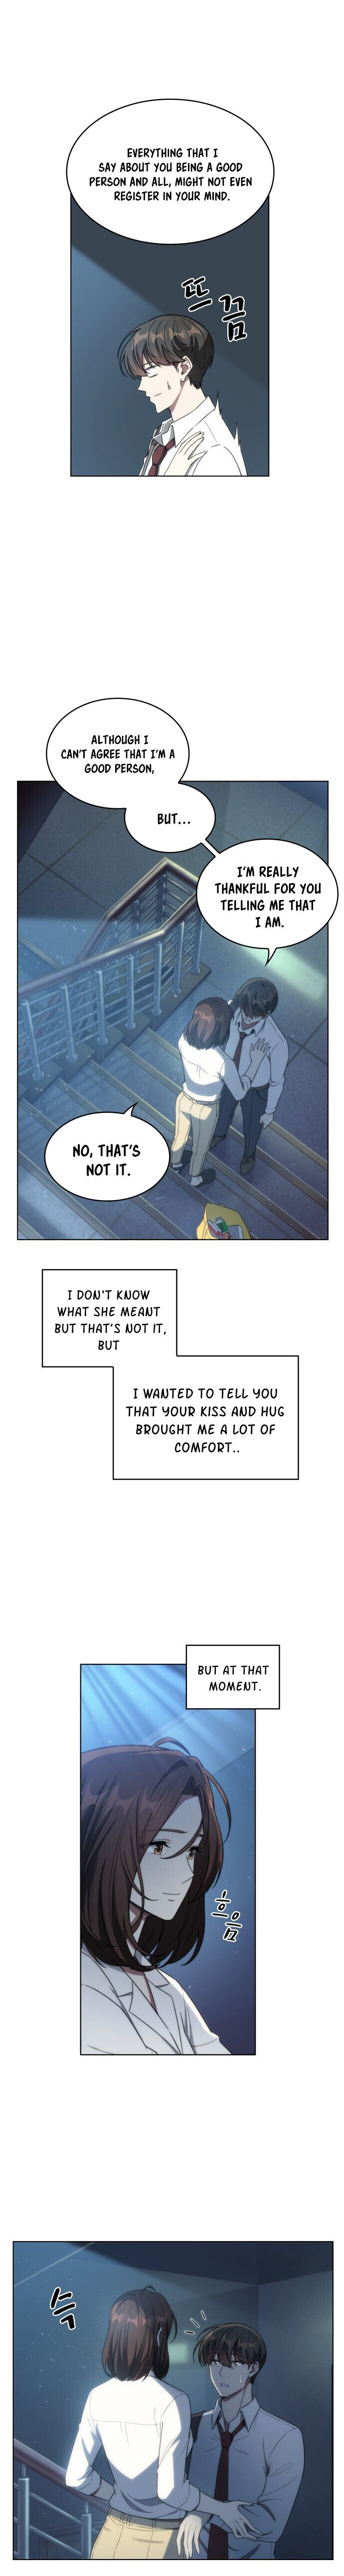 EVERYTHING THAT I
SAY ABOUT YOU BEING A GOOD
PERSON AND ALL, MIGHT NOT EVEN
REGISTER IN YOUR MIND.
뜨끔
ALTHOUGH I
CAN'T AGREE THAT I'M A
GOOD PERSON,
BUT...
I'M REALLY
THANKFUL FOR YOU
TELLING ME THAT
I AM.
NO, THAT'S
NOT IT.
I DON'T KNOW
WHAT SHE MEANT
BUT THAT'S NOT IT,
BUT
I WANTED TO TELL YOU
THAT YOUR KISS AND HUG
BROUGHT ME A LOT OF
COMFORT..
BUT AT THAT
MOMENT.
흐음
슥